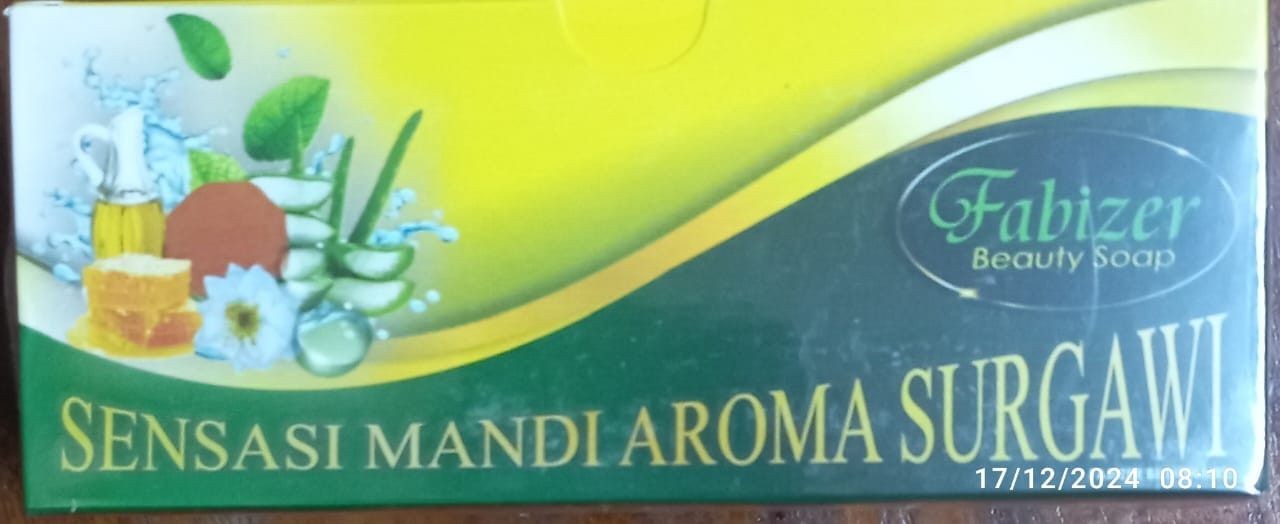 Fabizer
Beauty Soap
SENSASI MANDI AROMA SURGAWI
17/12/2024 08:10